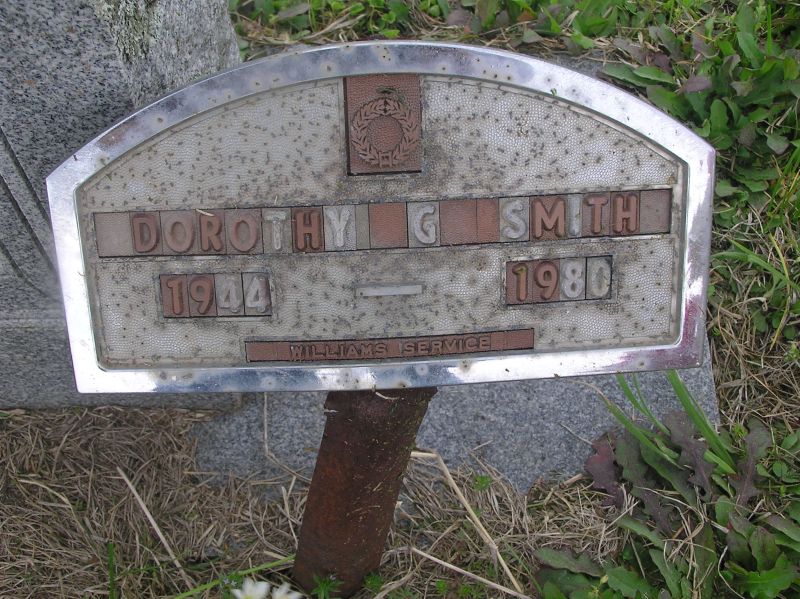 DOROTHY G SMITH
1944 — 1980
WILLIAMS SERVICE